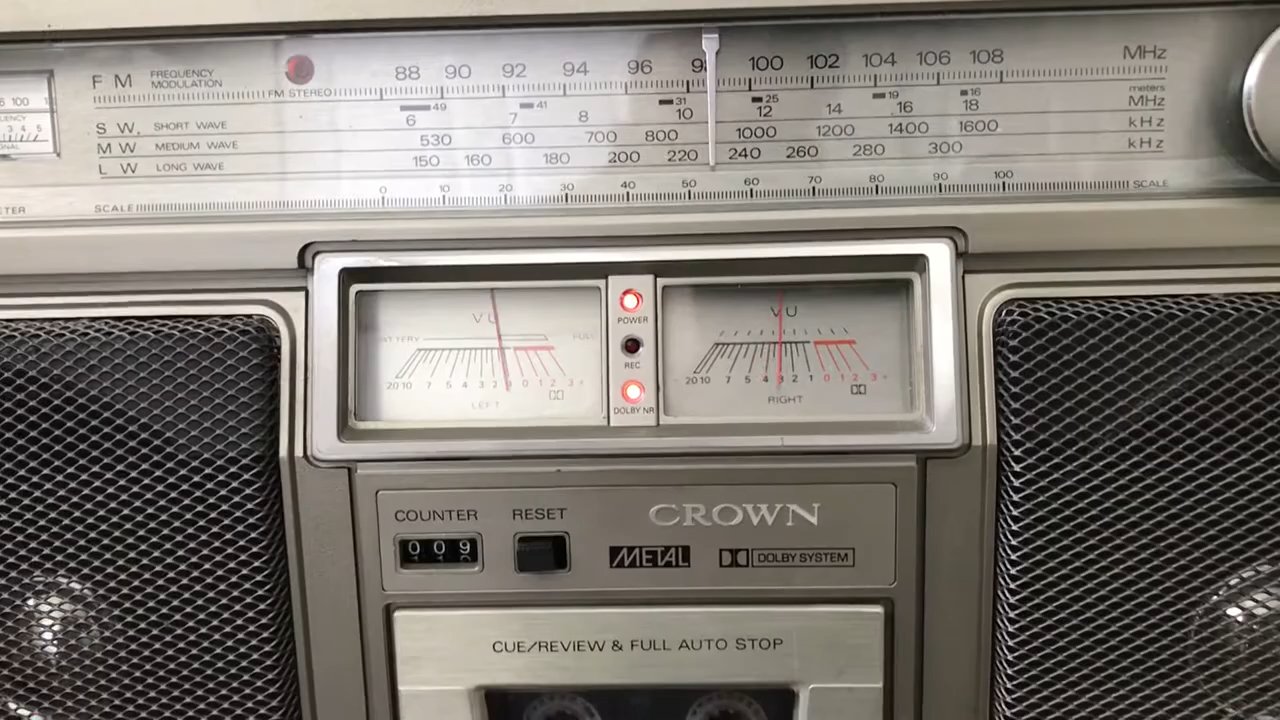 FM FREQUENCY MODULATION FM STEREO 88 90 92 94 96 98 100 102 104 106 108 MHz
49 41 31 25 19 16 meters
SW. SHORT WAVE 6 7 8 10 12 14 16 18 MHz
MW MEDIUM WAVE 530 600 700 800 1000 1200 1400 1600 kHz
LW LONG WAVE 150 160 180 200 220 240 260 280 300 kHz
SCALE 0 10 20 30 40 50 60 70 80 90 100 SCALE
100
3 4 5
VU
20 10 7 5 4 3 2 1 0 1 2 3 +
LEFT
POWER
REC
DOLBY NR
VU
- 20 10 7 5 4 3 2 1 0 1 2 3 +
RIGHT
COUNTER RESET
009
CROWN
METAL DOLBY SYSTEM
CUE/REVIEW & FULL AUTO STOP